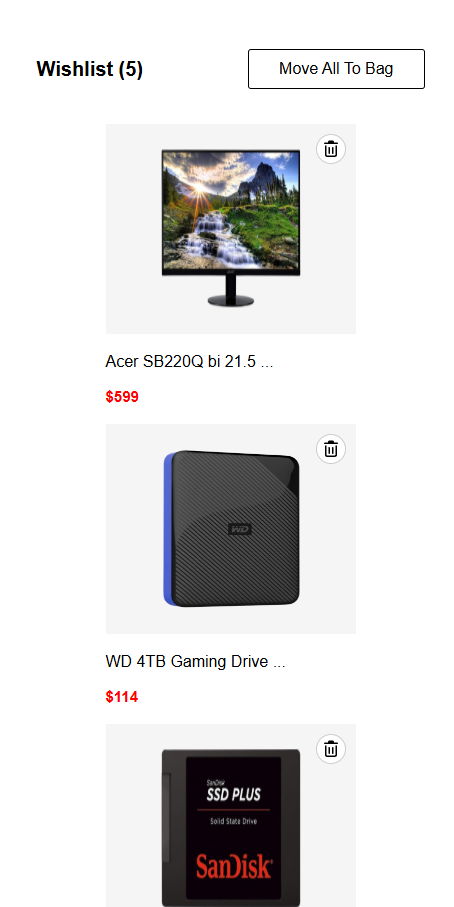 Wishlist (5)
Move All To Bag
Acer SB220Q bi 21.5 ...
$599
WD
WD 4TB Gaming Drive ...
$114
SanDisk
SSD PLUS
Solid State Drive
SanDisk